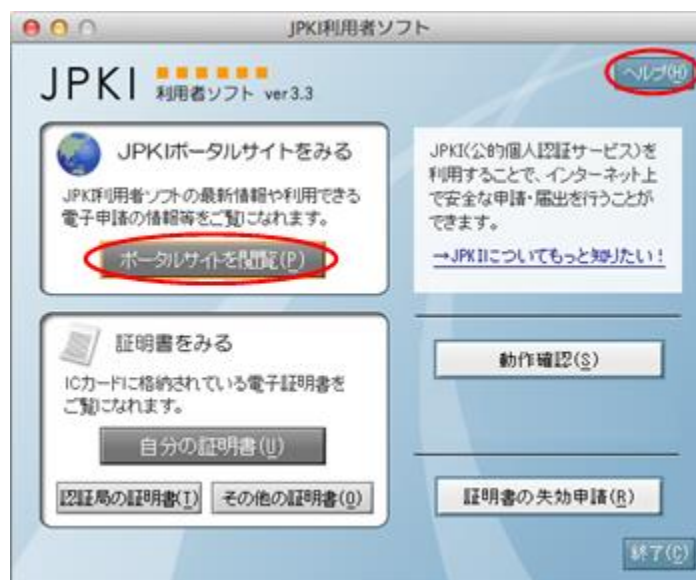 JPKI利用者ソフト
JPKI 利用者ソフト ver3.3
ヘルプ(H)
JPKIポータルサイトをみる
JPKI利用者ソフトの最新情報や利用できる
電子申請の情報等をご覧になれます。
ポータルサイトを閲覧(P)
JPKI(公的個人認証サービス)を
利用することで、インターネット上
で安全な申請・届出を行うことが
できます。
→JPKIについてもっと知りたい!
証明書をみる
ICカードに格納されている電子証明書を
ご覧になれます。
自分の証明書(U)
認証局の証明書(T) その他の証明書(O)
動作確認(S)
証明書の失効申請(R)
終了(C)